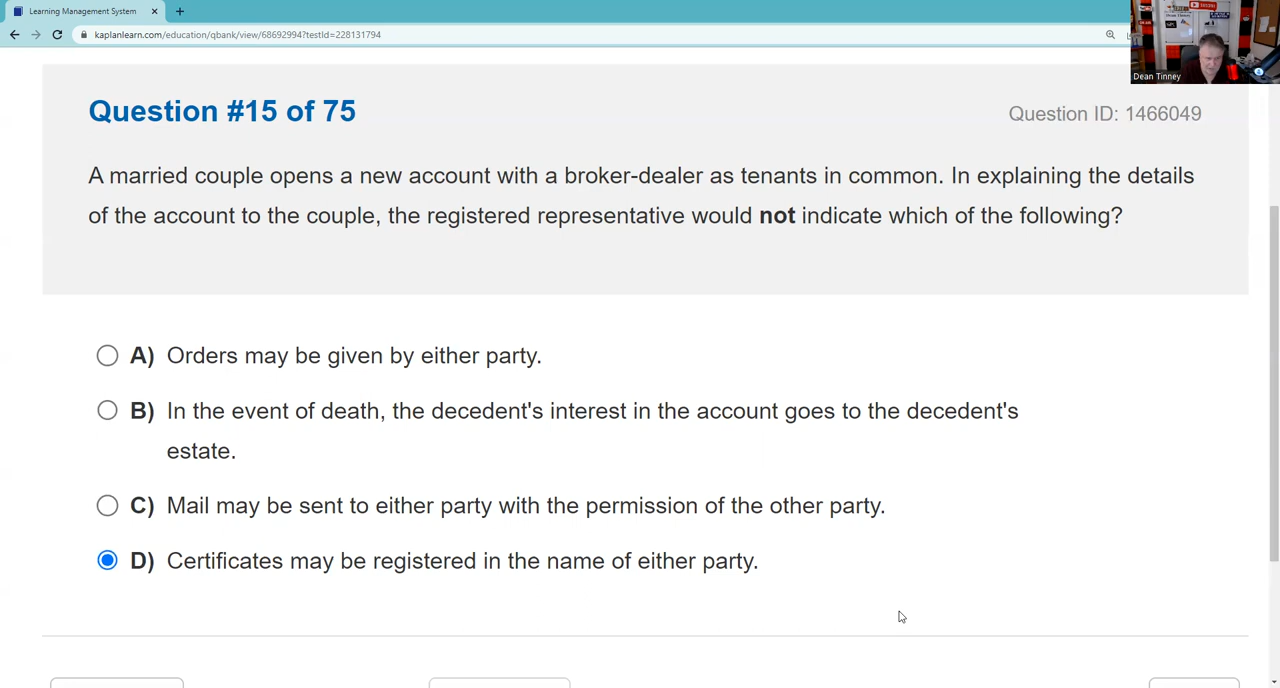 Learning Management System
kaplanlearn.com/education/qbank/view/68692994?testId=228131794
Dean Tinney
Question #15 of 75
Question ID: 1466049
A married couple opens a new account with a broker-dealer as tenants in common. In explaining the details
of the account to the couple, the registered representative would not indicate which of the following?
A) Orders may be given by either party.
B) In the event of death, the decedent's interest in the account goes to the decedent's
estate.
C) Mail may be sent to either party with the permission of the other party.
D) Certificates may be registered in the name of either party.